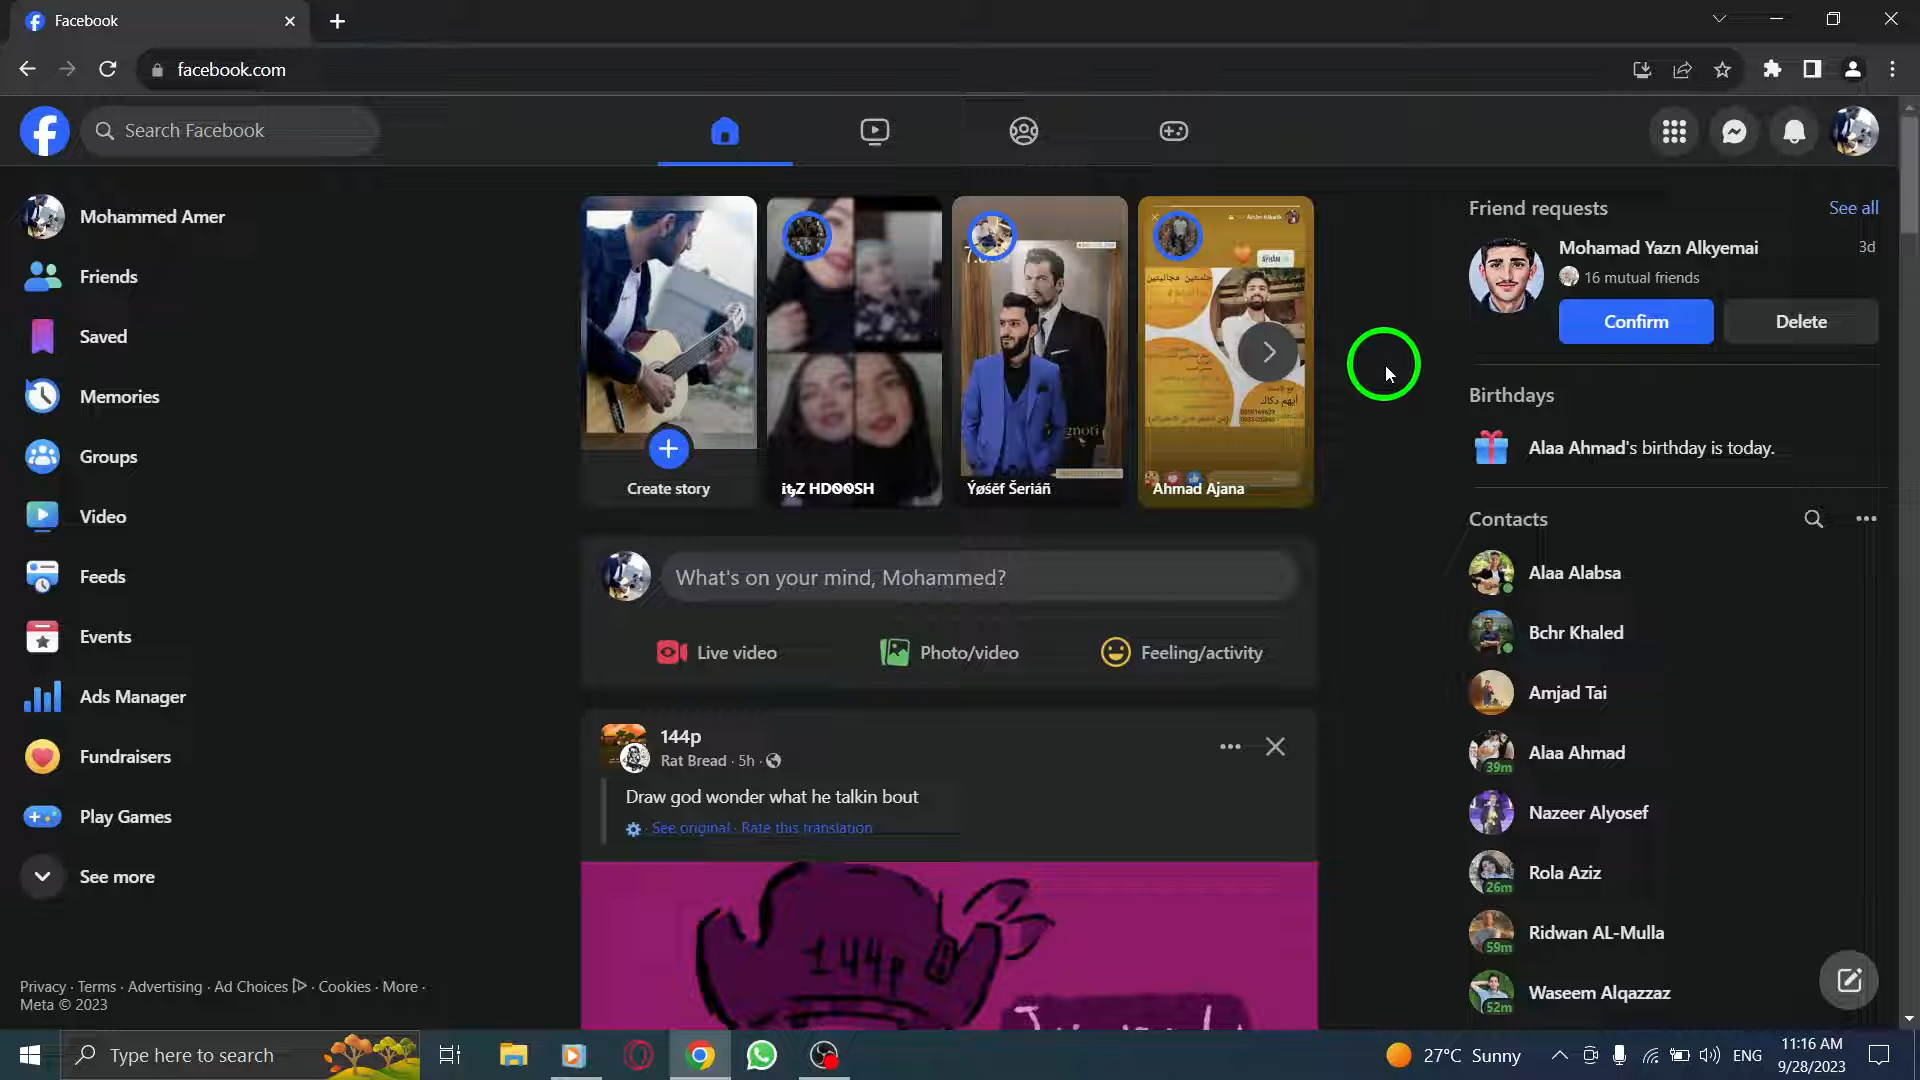 Facebook
facebook.com
Search Facebook
Mohammed Amer
Friends
Saved
Memories
Groups
Video
Feeds
Events
Ads Manager
Fundraisers
Play Games
See more
Privacy · Terms · Advertising · Ad Choices · Cookies · More ·
Meta © 2023
Create story
Ýøśěf Šeriáñ
Ahmad Ajana
What's on your mind, Mohammed?
Live video
Photo/video
Feeling/activity
144p
Rat Bread · 5h ·
Draw god wonder what he talkin bout
· See original · Rate this translation
144p
Friend requests
See all
Mohamad Yazn Alkyemai
3d
16 mutual friends
Confirm
Delete
Birthdays
Alaa Ahmad's birthday is today.
Contacts
Alaa Alabsa
Bchr Khaled
Amjad Tai
Alaa Ahmad
39m
Nazeer Alyosef
Rola Aziz
26m
Ridwan AL-Mulla
59m
Waseem Alqazzaz
52m
Type here to search
27°C Sunny
ENG
11:16 AM
9/28/2023